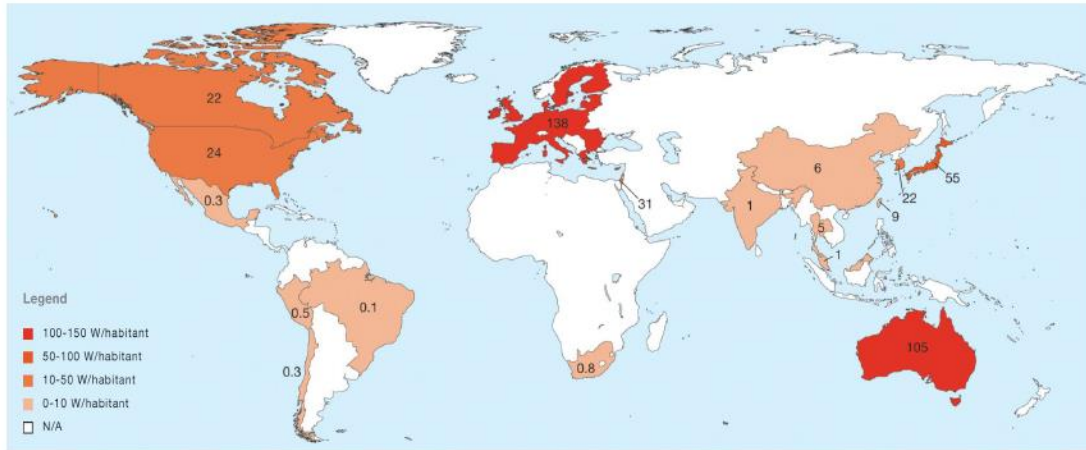 22
24
0.3
138
31
6
1
22
55
9
5
1
0.5
0.1
0.3
0.8
105
Legend
100-150 W/habitant
50-100 W/habitant
10-50 W/habitant
0-10 W/habitant
N/A